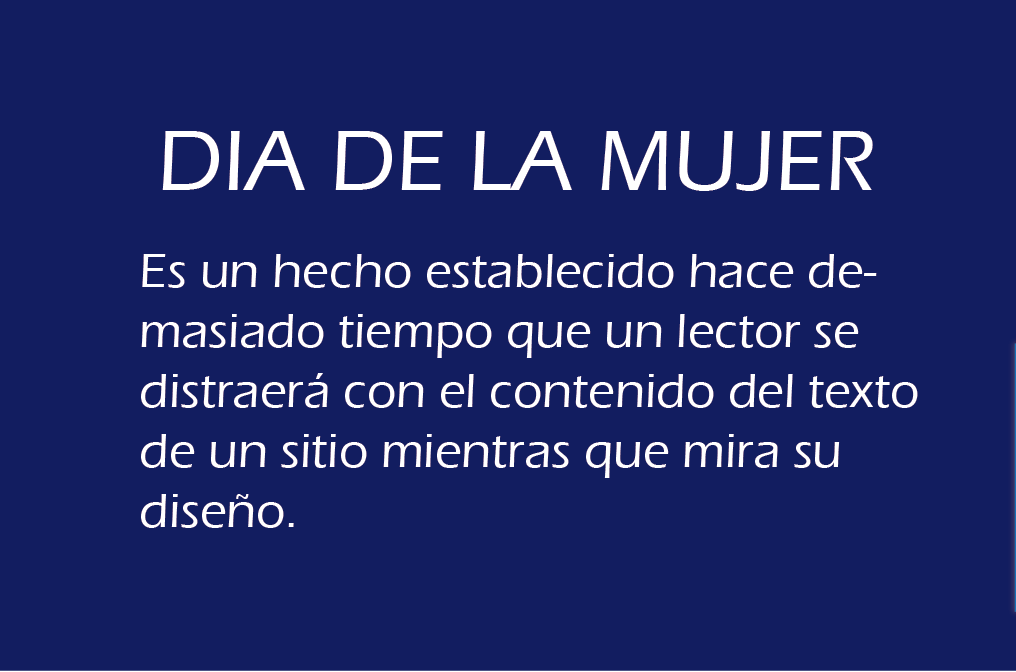 DIA DE LA MUJER
Es un hecho establecido hace de-
masiado tiempo que un lector se
distraerá con el contenido del texto
de un sitio mientras que mira su
diseño.